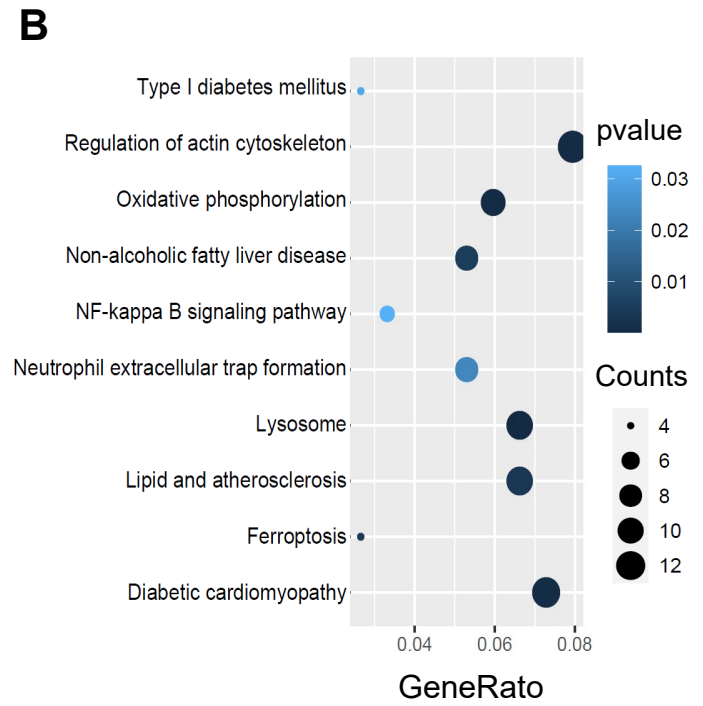 B
Type I diabetes mellitus
Regulation of actin cytoskeleton
Oxidative phosphorylation
Non-alcoholic fatty liver disease
NF-kappa B signaling pathway
Neutrophil extracellular trap formation
Lysosome
Lipid and atherosclerosis
Ferroptosis
Diabetic cardiomyopathy
0.04 0.06 0.08
GeneRato
pvalue
0.03
0.02
0.01
Counts
4
6
8
10
12